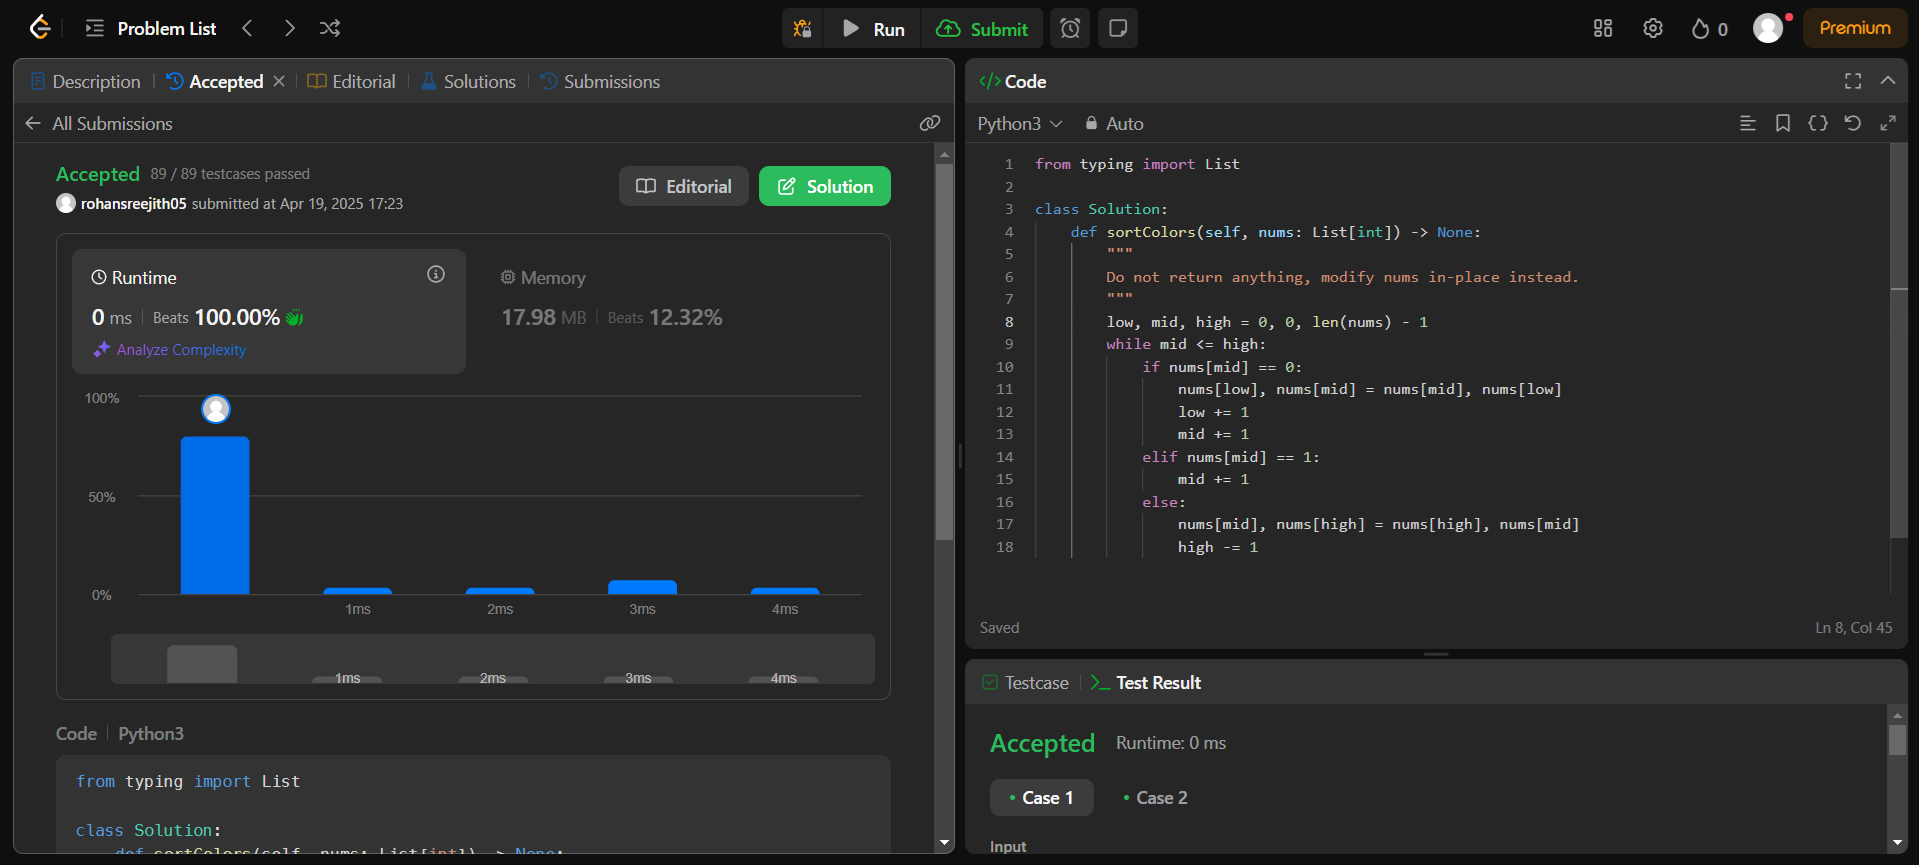 Problem List
Run
Submit
0
Premium
Description
Accepted
Editorial
Solutions
Submissions
All Submissions
Accepted 89 / 89 testcases passed
rohansreejith05 submitted at Apr 19, 2025 17:23
Editorial
Solution
Runtime
0 ms Beats 100.00%
Analyze Complexity
Memory
17.98 MB Beats 12.32%
100%
50%
0%
1ms 2ms 3ms 4ms
1ms 2ms 3ms 4ms
Code Python3
from typing import List
class Solution:
def sortColors(self, nums: List[int]) -> None:
Code
Python3 Auto
1 from typing import List
2
3 class Solution:
4 def sortColors(self, nums: List[int]) -> None:
5 """
6 Do not return anything, modify nums in-place instead.
7 """
8 low, mid, high = 0, 0, len(nums) - 1
9 while mid <= high:
10 if nums[mid] == 0:
11 nums[low], nums[mid] = nums[mid], nums[low]
12 low += 1
13 mid += 1
14 elif nums[mid] == 1:
15 mid += 1
16 else:
17 nums[mid], nums[high] = nums[high], nums[mid]
18 high -= 1
Saved
Ln 8, Col 45
Testcase
Test Result
Accepted Runtime: 0 ms
Case 1
Case 2
Input